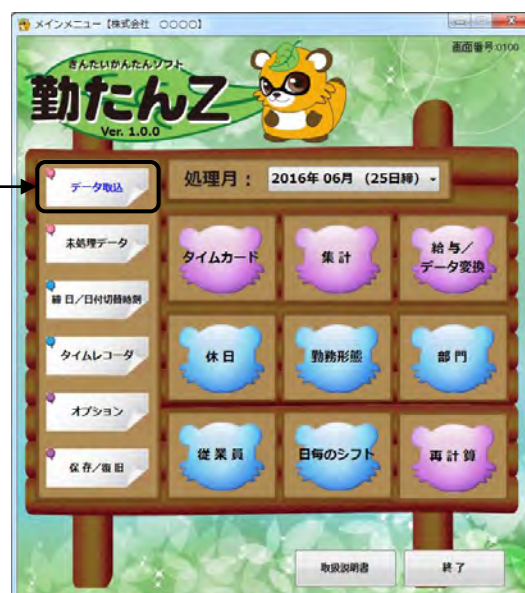 メインメニュー【株式会社 ○○○○】
画面番号:0100
きんたいかんたんソフト
勤たんZ
Ver. 1.0.0
データ取込
処理月： 2016年 06月 （25日締）
未処理データ
タイムカード
集計
給与／
データ変換
締日／日付切替時刻
タイムレコーダ
休日
勤務形態
部門
オプション
保存／復旧
従業員
日毎のシフト
再計算
取扱説明書
終了